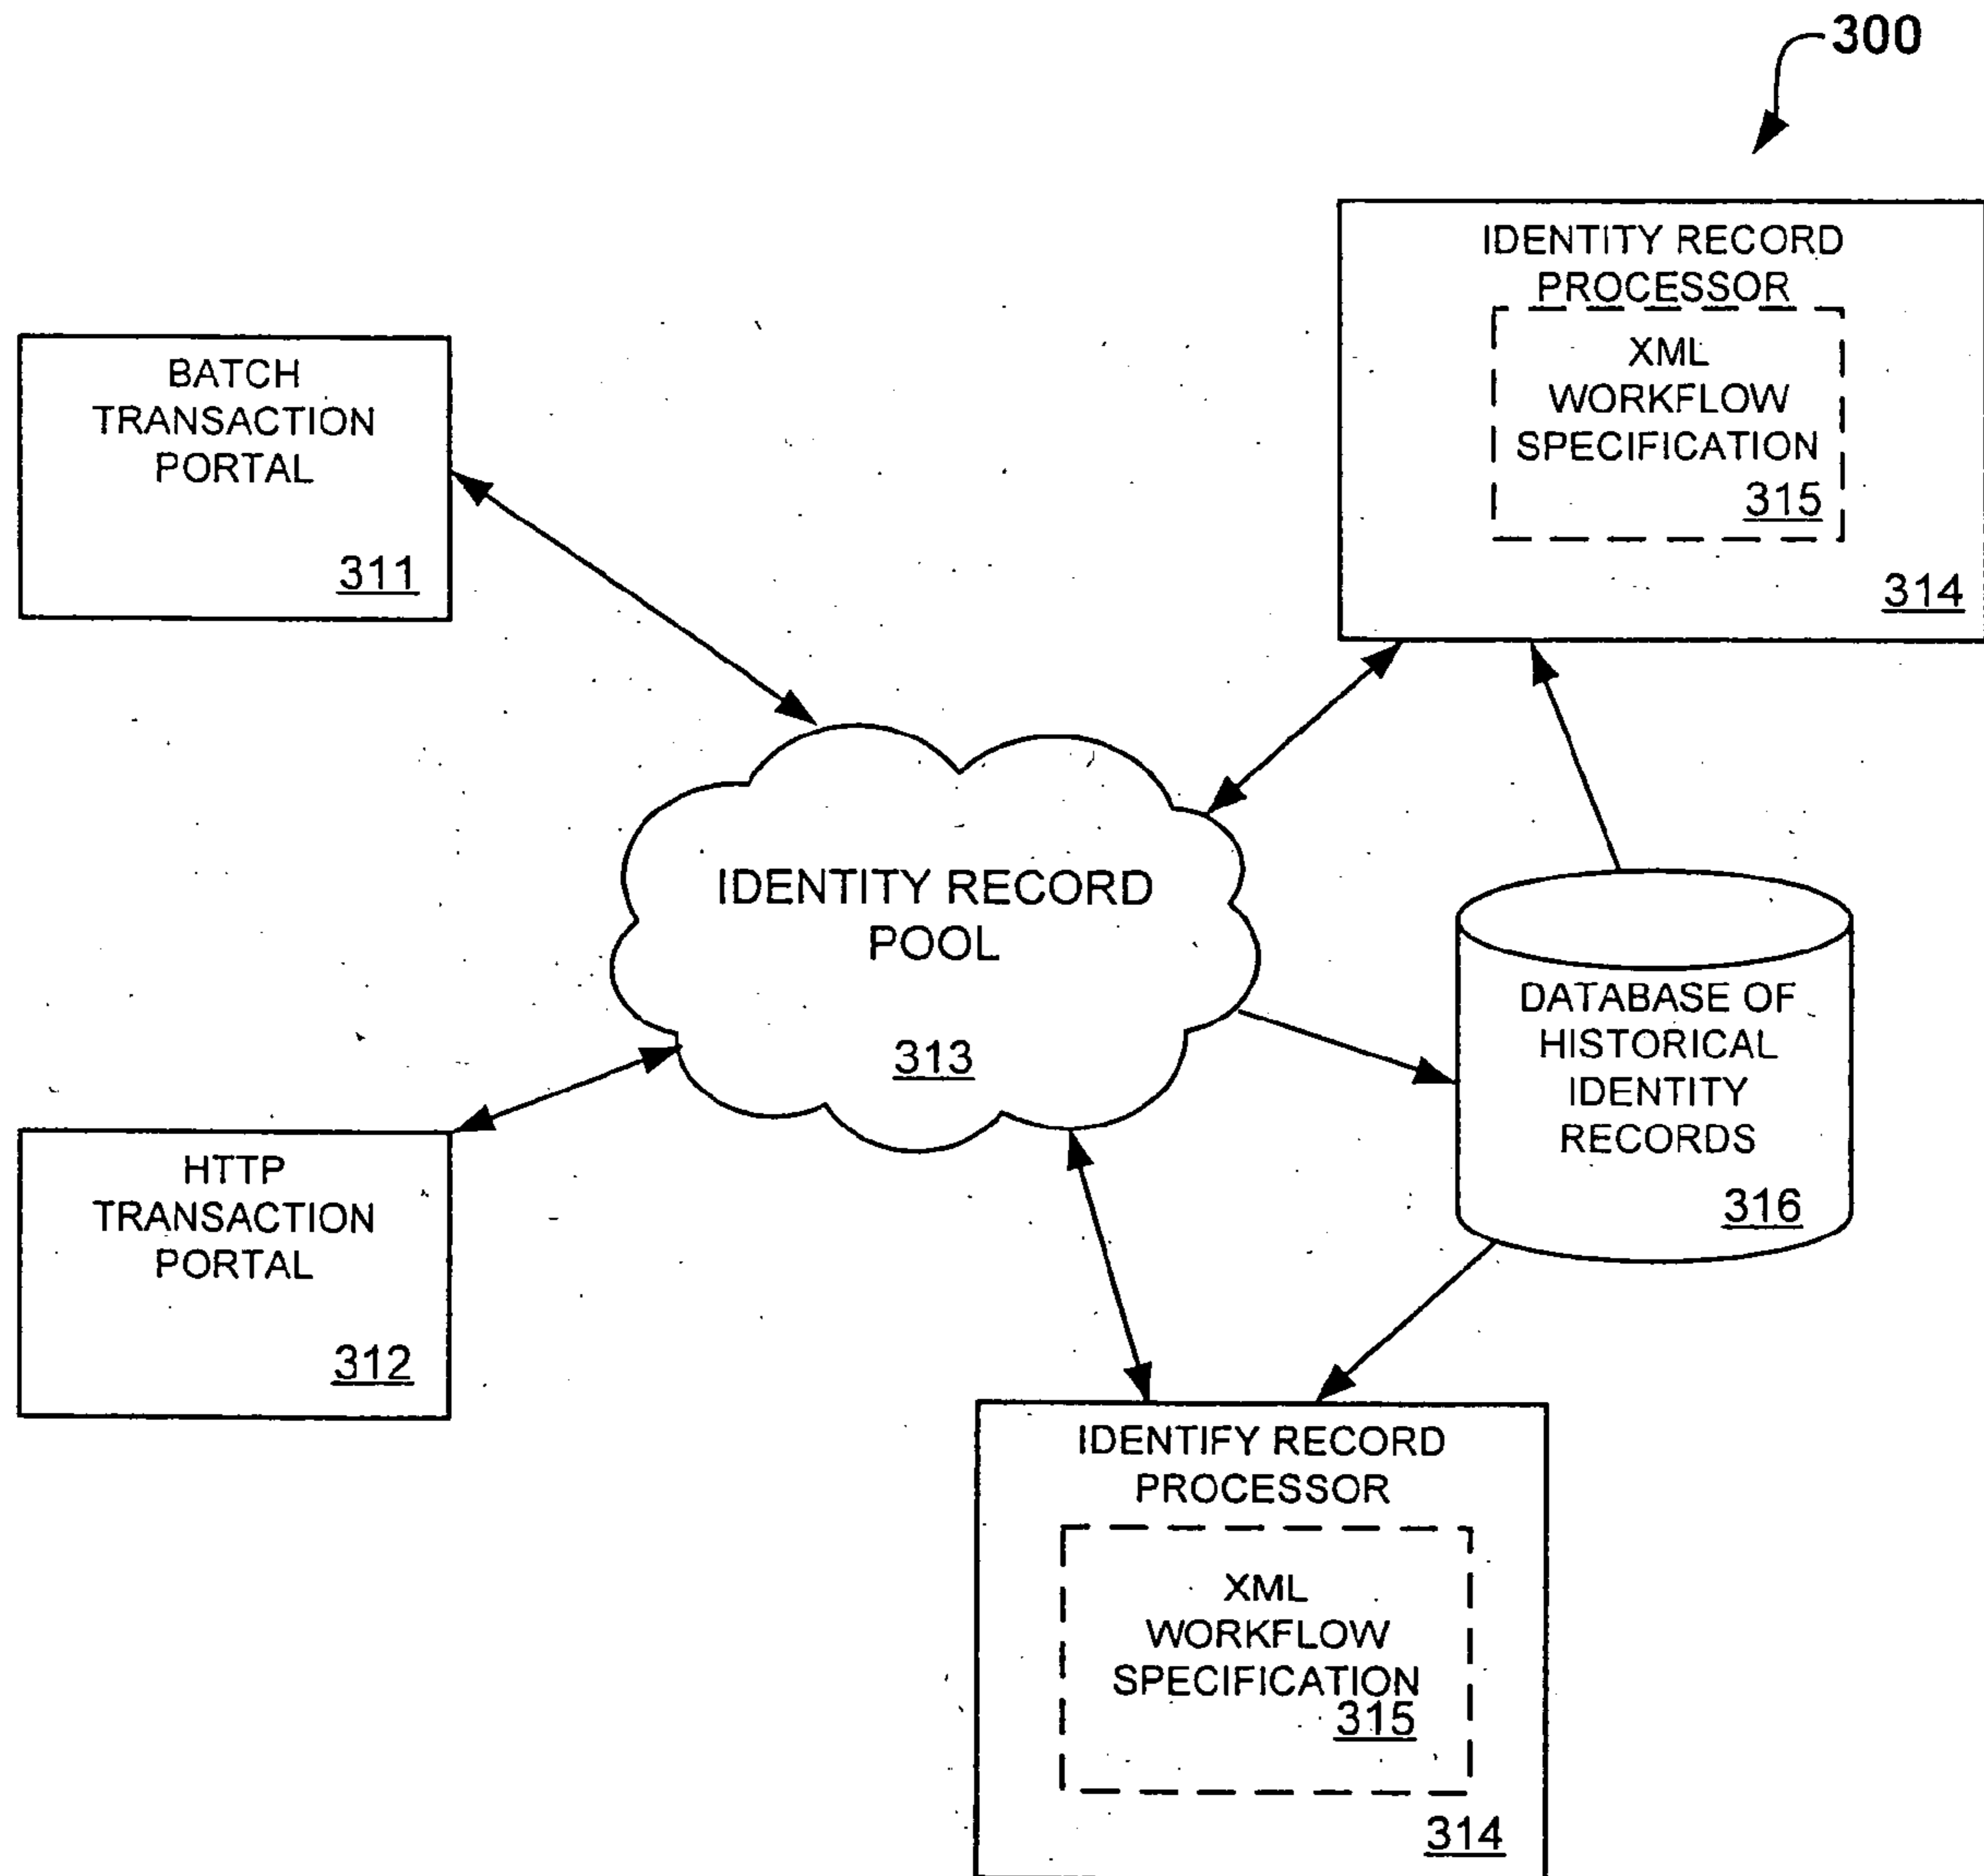 300
IDENTITY RECORD
PROCESSOR
XML
WORKFLOW
SPECIFICATION
315
314
BATCH
TRANSACTION
PORTAL
311
IDENTITY RECORD
POOL
313
DATABASE OF
HISTORICAL
IDENTITY
RECORDS
316
HTTP
TRANSACTION
PORTAL
312
IDENTIFY RECORD
PROCESSOR
XML
WORKFLOW
SPECIFICATION
315
314